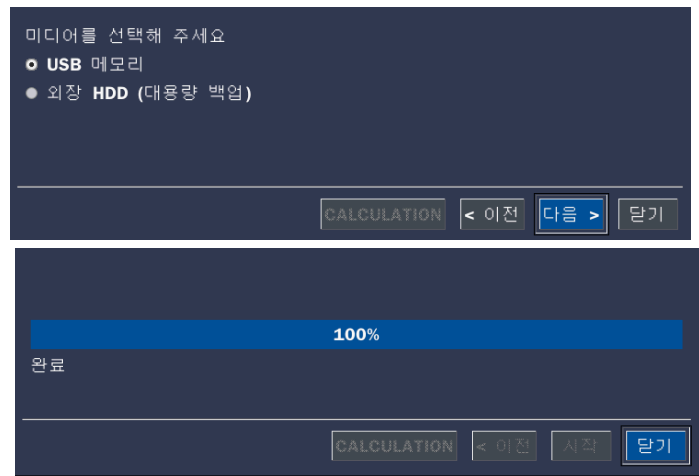 미디어를 선택해 주세요
USB 메모리
외장 HDD (대용량 백업)
CALCULATION < 이전 다음 > 닫기
100%
완료
CALCULATION < 이전 시작 닫기